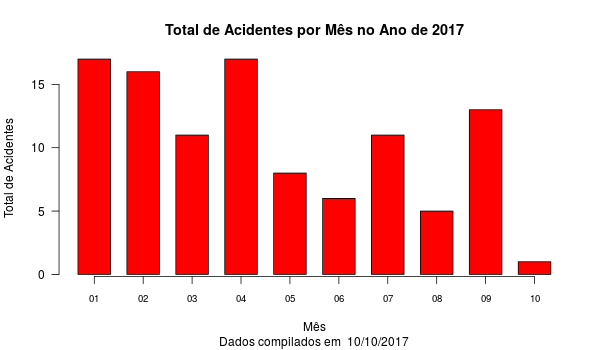 Total de Acidentes por Mês no Ano de 2017
Total de Acidentes
15
10
5
0
01 02 03 04 05 06 07 08 09 10
Mês
Dados compilados em 10/10/2017